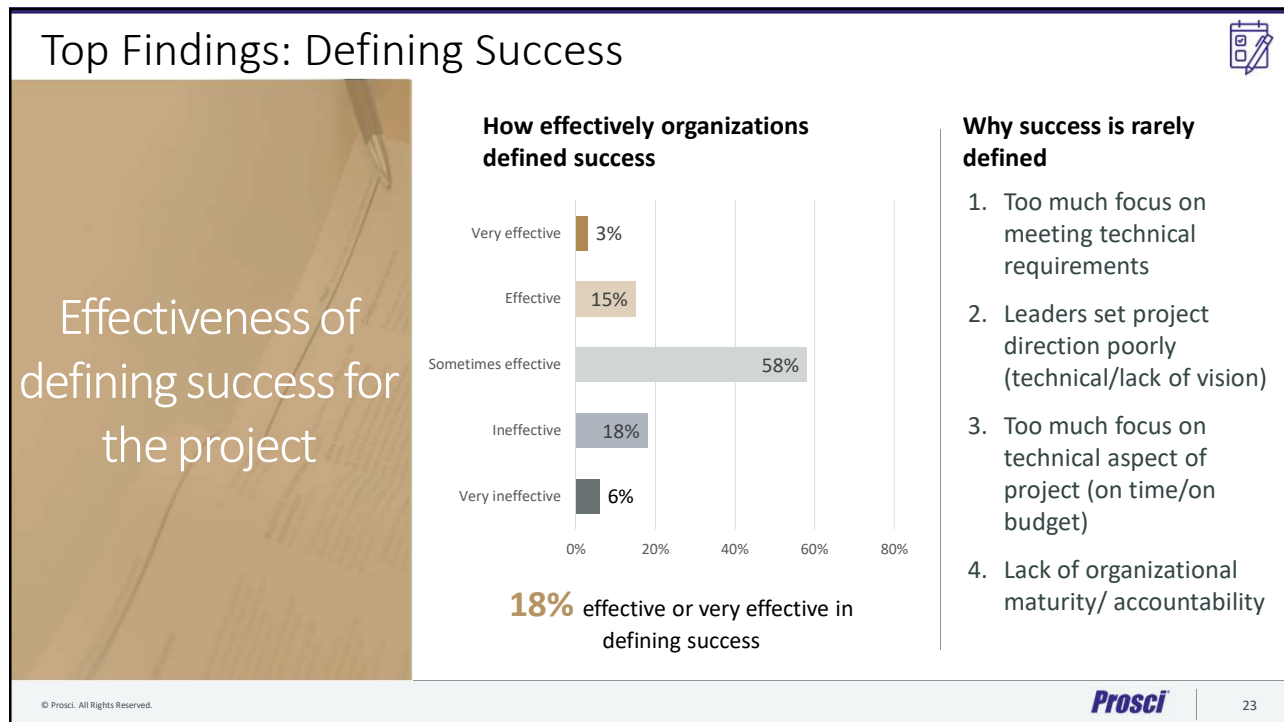 Top Findings: Defining Success
Effectiveness of
defining success for
the project
How effectively organizations
defined success
Very effective
3%
Effective
15%
Sometimes effective
58%
Ineffective
18%
Very ineffective
6%
0%
20%
40%
60%
80%
18% effective or very effective in
defining success
Why success is rarely
defined
1. Too much focus on
meeting technical
requirements
2. Leaders set project
direction poorly
(technical/lack of vision)
3. Too much focus on
technical aspect of
project (on time/on
budget)
4. Lack of organizational
maturity/ accountability
© Prosci. All Rights Reserved.
Prosci
23